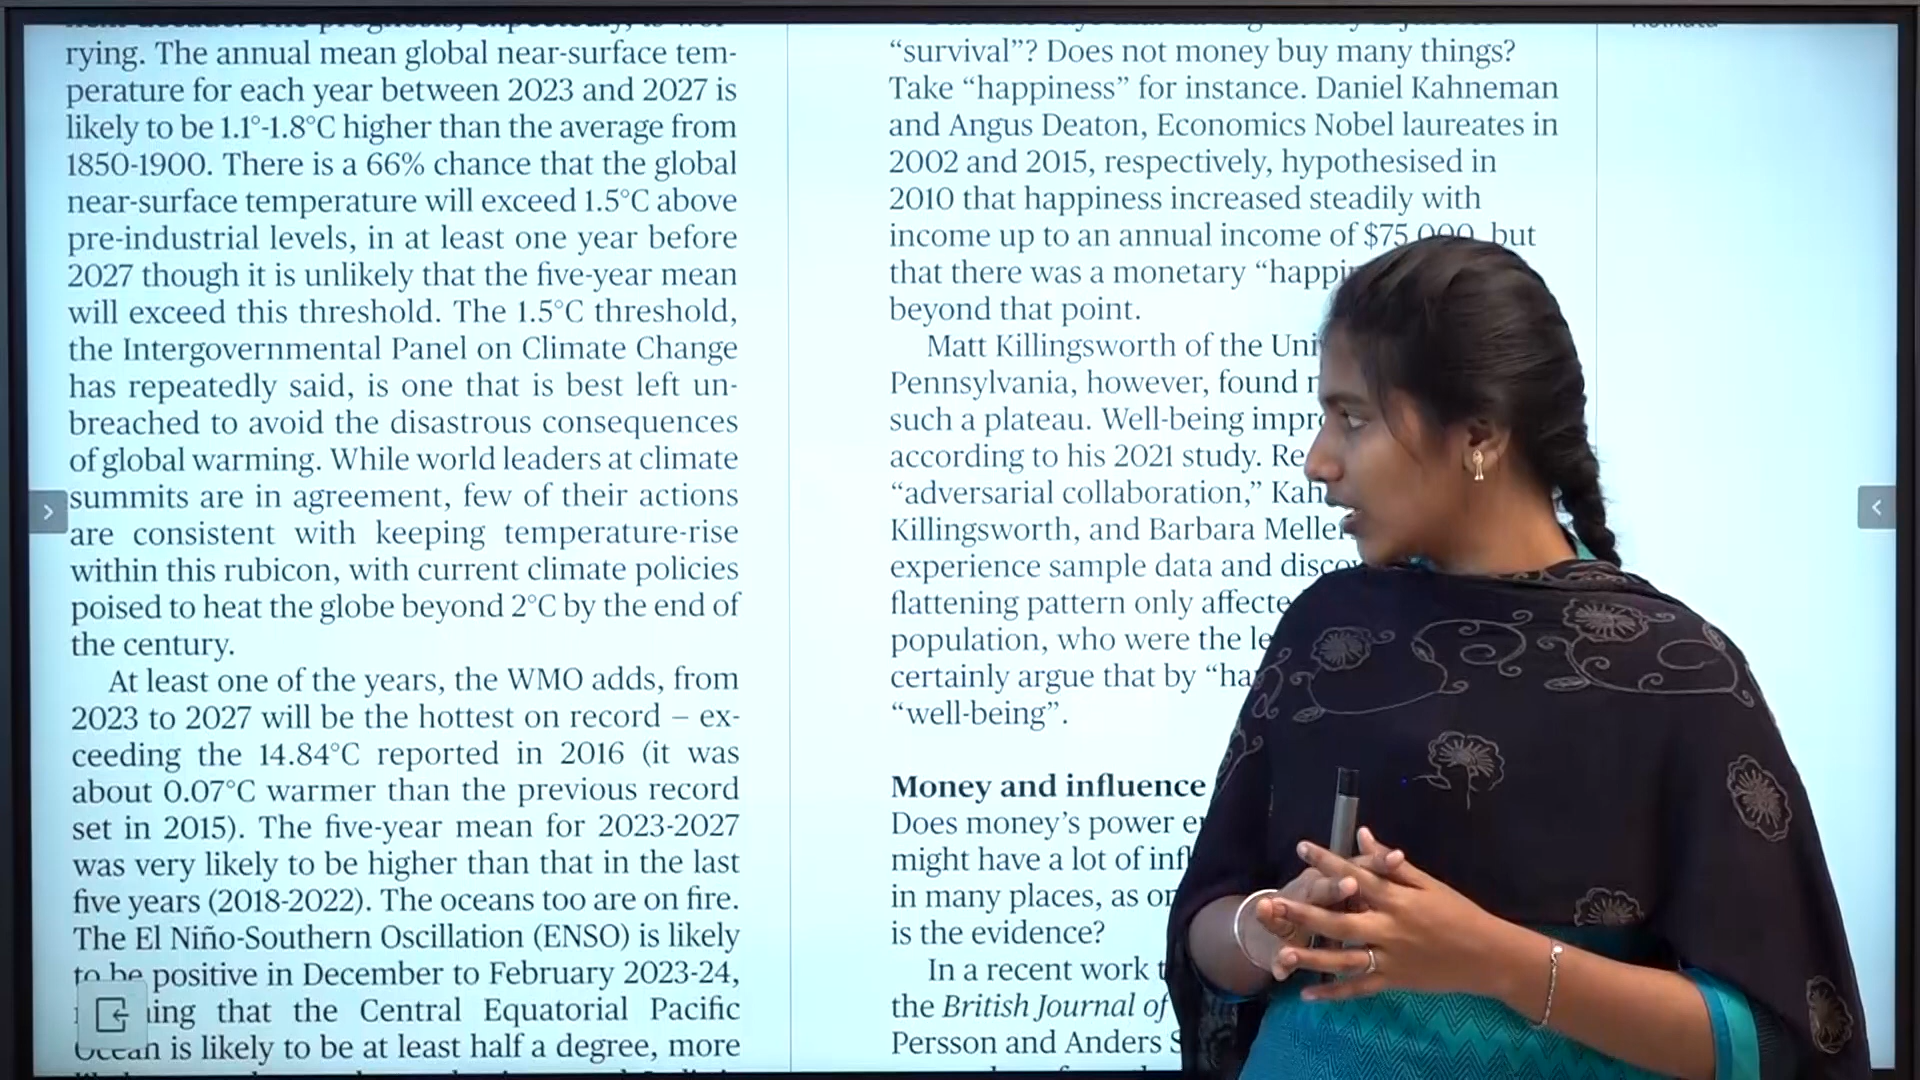 rying. The annual mean global near-surface tem-
perature for each year between 2023 and 2027 is
likely to be 1.1°-1.8°C higher than the average from
1850-1900. There is a 66% chance that the global
near-surface temperature will exceed 1.5°C above
pre-industrial levels, in at least one year before
2027 though it is unlikely that the five-year mean
will exceed this threshold. The 1.5°C threshold,
the Intergovernmental Panel on Climate Change
has repeatedly said, is one that is best left un-
breached to avoid the disastrous consequences
of global warming. While world leaders at climate
summits are in agreement, few of their actions
are consistent with keeping temperature-rise
within this rubicon, with current climate policies
poised to heat the globe beyond 2°C by the end of
the century.
At least one of the years, the WMO adds, from
2023 to 2027 will be the hottest on record – ex-
ceeding the 14.84°C reported in 2016 (it was
about 0.07°C warmer than the previous record
set in 2015). The five-year mean for 2023-2027
was very likely to be higher than that in the last
five years (2018-2022). The oceans too are on fire.
The El Niño-Southern Oscillation (ENSO) is likely
to be positive in December to February 2023-24,
that the Central Equatorial Pacific
Ocean is likely to be at least half a degree, more
“survival”? Does not money buy many things?
Take “happiness” for instance. Daniel Kahneman
and Angus Deaton, Economics Nobel laureates in
2002 and 2015, respectively, hypothesised in
2010 that happiness increased steadily with
income up to an annual income of $75,000, but
that there was a monetary
beyond that point.
Matt Killingsworth of the
Pennsylvania, however, found
such a plateau. Well-being
according to his 2021 study.
“adversarial collaboration,”
Killingsworth, and Barbara
experience sample data and
flattening pattern only
population, who were the
certainly argue that by
“well-being”.
Money and influence
Does money’s power
might have a lot of
in many places, as
is the evidence?
In a recent work
the British Journal of
Persson and Anders